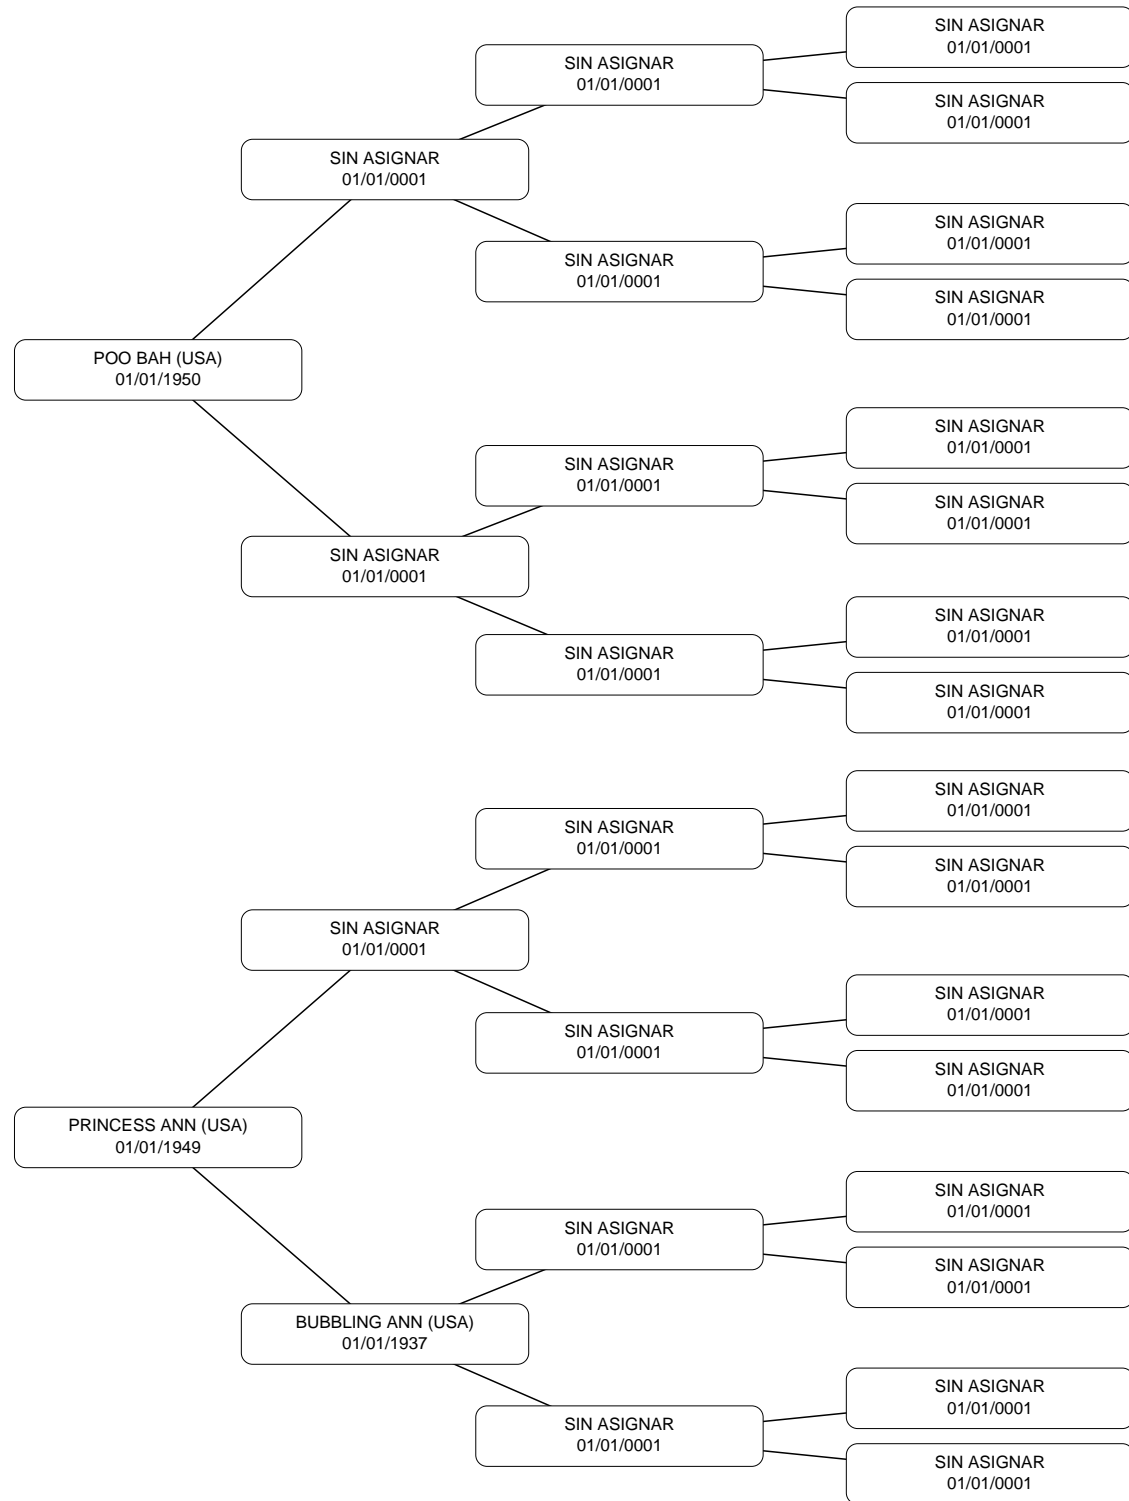 SIN ASIGNAR
01/01/0001
SIN ASIGNAR
01/01/0001
SIN ASIGNAR
01/01/0001
SIN ASIGNAR
01/01/0001
SIN ASIGNAR
01/01/0001
SIN ASIGNAR
01/01/0001
SIN ASIGNAR
01/01/0001
POO BAH (USA)
01/01/1950
SIN ASIGNAR
01/01/0001
SIN ASIGNAR
01/01/0001
SIN ASIGNAR
01/01/0001
SIN ASIGNAR
01/01/0001
SIN ASIGNAR
01/01/0001
SIN ASIGNAR
01/01/0001
SIN ASIGNAR
01/01/0001
SIN ASIGNAR
01/01/0001
SIN ASIGNAR
01/01/0001
SIN ASIGNAR
01/01/0001
SIN ASIGNAR
01/01/0001
SIN ASIGNAR
01/01/0001
SIN ASIGNAR
01/01/0001
SIN ASIGNAR
01/01/0001
PRINCESS ANN (USA)
01/01/1949
SIN ASIGNAR
01/01/0001
SIN ASIGNAR
01/01/0001
SIN ASIGNAR
01/01/0001
BUBBLING ANN (USA)
01/01/1937
SIN ASIGNAR
01/01/0001
SIN ASIGNAR
01/01/0001
SIN ASIGNAR
01/01/0001